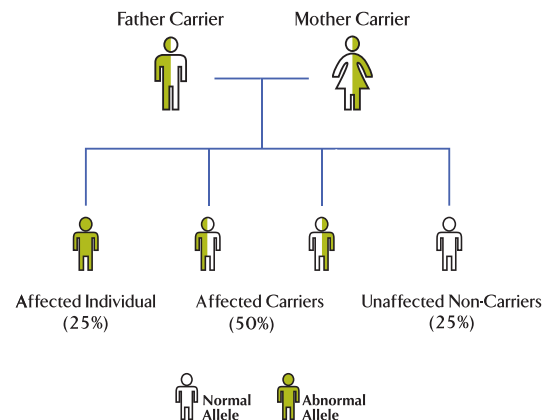 Father Carrier Mother Carrier
Affected Individual Affected Carriers Unaffected Non-Carriers
(25%) (50%) (25%)
Normal Abnormal
Allele Allele